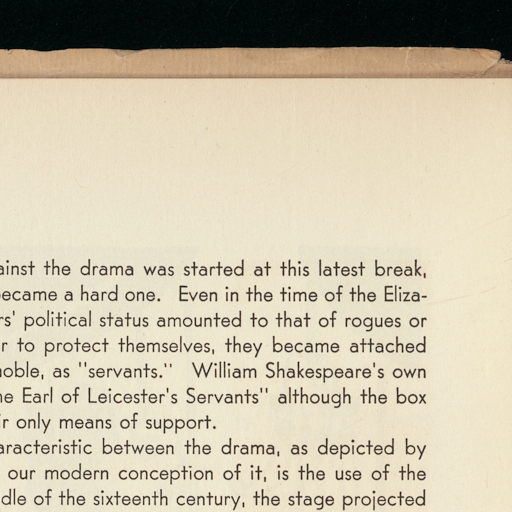 ainst the drama was started at this latest break,
became a hard one. Even in the time of the Eliza-
rs' political status amounted to that of rogues or
r to protect themselves, they became attached
noble, as "servants." William Shakespeare's own
he Earl of Leicester's Servants" although the box
ir only means of support.
aracteristic between the drama, as depicted by
our modern conception of it, is the use of the
dle of the sixteenth century, the stage projected